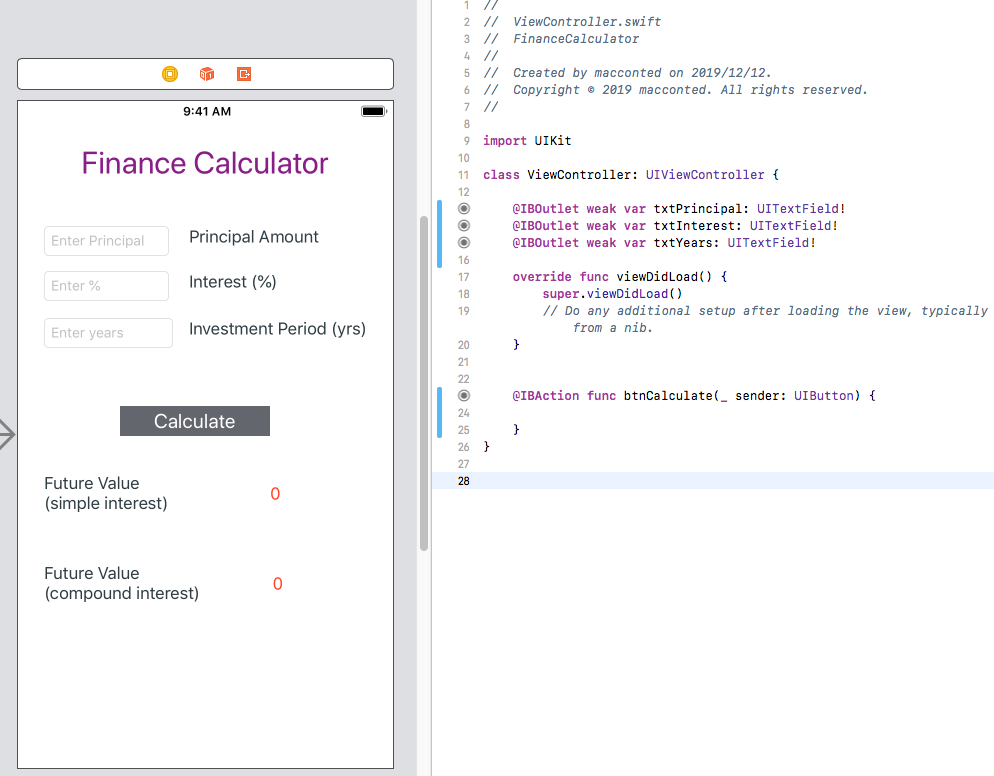 9:41 AM
Finance Calculator
Enter Principal
Principal Amount
Enter %
Interest (%)
Enter years
Investment Period (yrs)
Calculate
Future Value
(simple interest)
0
Future Value
(compound interest)
0
1 //
2 //  ViewController.swift
3 //  FinanceCalculator
4 //
5 //  Created by macconted on 2019/12/12.
6 //  Copyright © 2019 macconted. All rights reserved.
7 //
8
9 import UIKit
10
11 class ViewController: UIViewController {
12
@IBOutlet weak var txtPrincipal: UITextField!
@IBOutlet weak var txtInterest: UITextField!
@IBOutlet weak var txtYears: UITextField!
16
17 override func viewDidLoad() {
18 super.viewDidLoad()
19 // Do any additional setup after loading the view, typically
from a nib.
20 }
21
22
@IBAction func btnCalculate(_ sender: UIButton) {
24
25 }
26 }
27
28